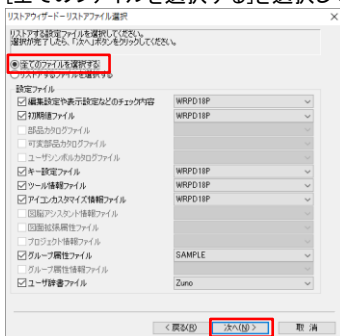 [全てのファイルを選択する]を選択し
リストアウィザード－リストアファイル選択
リストアする設定ファイルを選択してください。
選択が完了したら、「次へ」ボタンをクリックしてください。
全てのファイルを選択する
リストアするファイルを選択する
設定ファイル
編集設定や表示設定などのチェック内容 WRPD18P
初期値ファイル WRPD18P
部品カタログファイル
可変部品カタログファイル
ユーザシンボルカタログファイル
キー設定ファイル WRPD18P
ツール情報ファイル WRPD18P
アイコンカスタマイズ情報ファイル WRPD18P
図脳アシスタント情報ファイル
図面拡張属性ファイル
プロジェクト情報ファイル
グループ属性ファイル SAMPLE
グループ属性情報ファイル
ユーザ辞書ファイル Zuno
< 戻る(B) 次へ(N) > 取 消